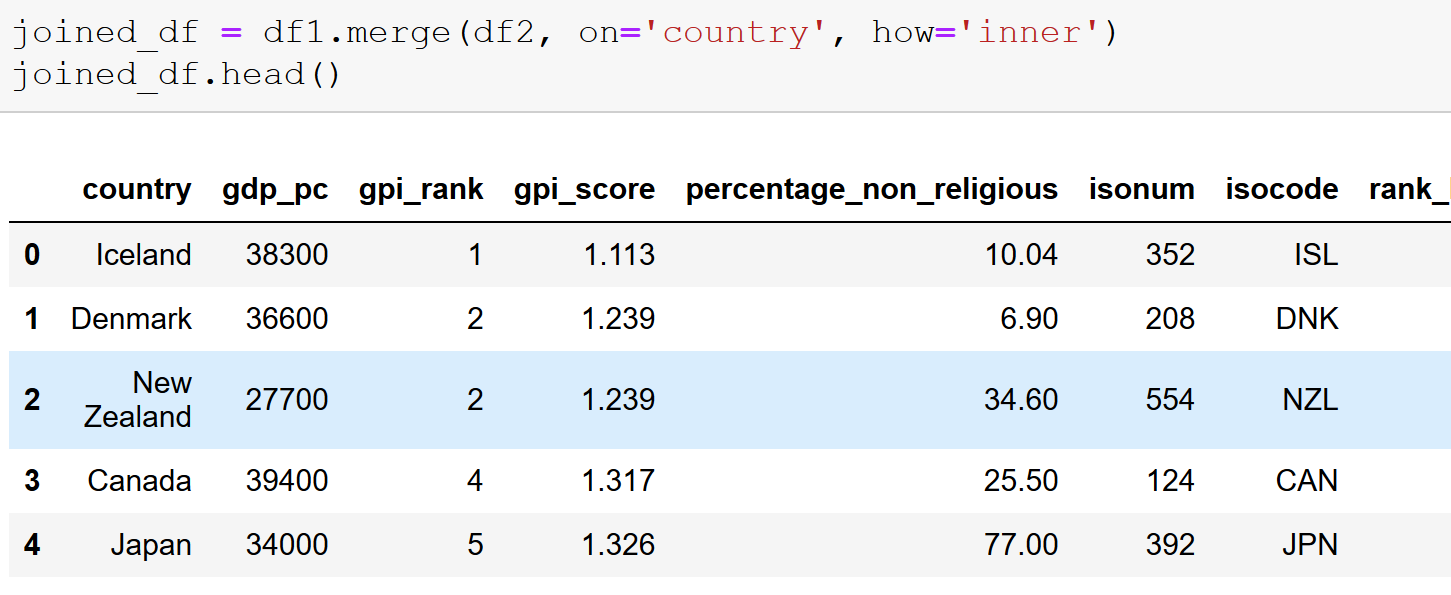 joined_df = df1.merge(df2, on='country', how='inner')
joined_df.head()
country gdp_pc gpi_rank gpi_score percentage_non_religious isonum isocode rank_
0 Iceland 38300 1 1.113 10.04 352 ISL
1 Denmark 36600 2 1.239 6.90 208 DNK
2 New Zealand 27700 2 1.239 34.60 554 NZL
3 Canada 39400 4 1.317 25.50 124 CAN
4 Japan 34000 5 1.326 77.00 392 JPN